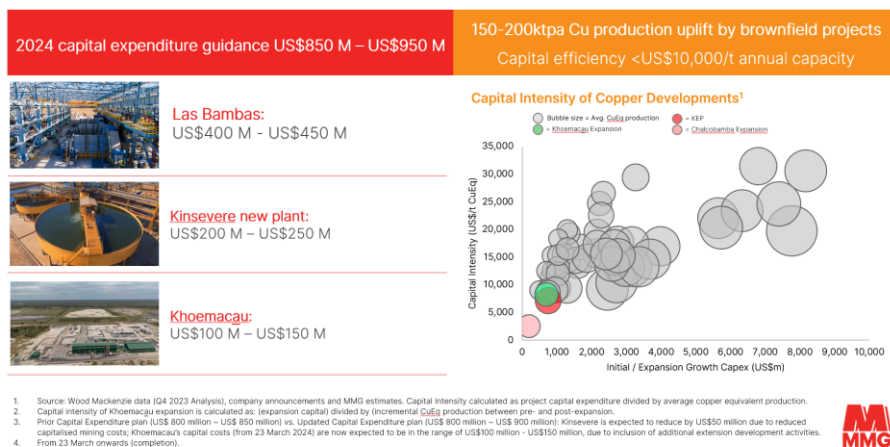 2024 capital expenditure guidance US$850 M – US$950 M
150-200ktpa Cu production uplift by brownfield projects
Capital efficiency <US$10,000/t annual capacity
Las Bambas:
US$400 M - US$450 M
Kinsevere new plant:
US$200 M – US$250 M
Khoemacau:
US$100 M – US$150 M
Capital Intensity of Copper Developments1
Bubble size = Avg. CuEq production
= KEP
= Khoemacau Expansion
= Chalcobamba Expansion
Capital Intensity (US$/t CuEq)
35,000
30,000
25,000
20,000
15,000
10,000
5,000
0
0 1,000 2,000 3,000 4,000 5,000 6,000 7,000 8,000 9,000 10,000
Initial / Expansion Growth Capex (US$m)
1. Source: Wood Mackenzie data (Q4 2023 Analysis), company announcements and MMG estimates. Capital Intensity calculated as project capital expenditure divided by average copper equivalent production.
2. Capital intensity of Khoemacau expansion is calculated as: (expansion capital) divided by (incremental CuEq production between pre- and post-expansion.
3. Prior Capital Expenditure plan (US$ 800 million – US$ 850 million) vs. Updated Capital Expenditure plan (US$ 800 million – US$ 900 million): Kinsevere is expected to reduce by US$50 million due to reduced
capitalised mining costs; Khoemacau's capital costs (from 23 March 2024) are now expected to be in the range of US$100 million - US$150 million, due to inclusion of additional extension development activities.
4. From 23 March onwards (completion).
MMG